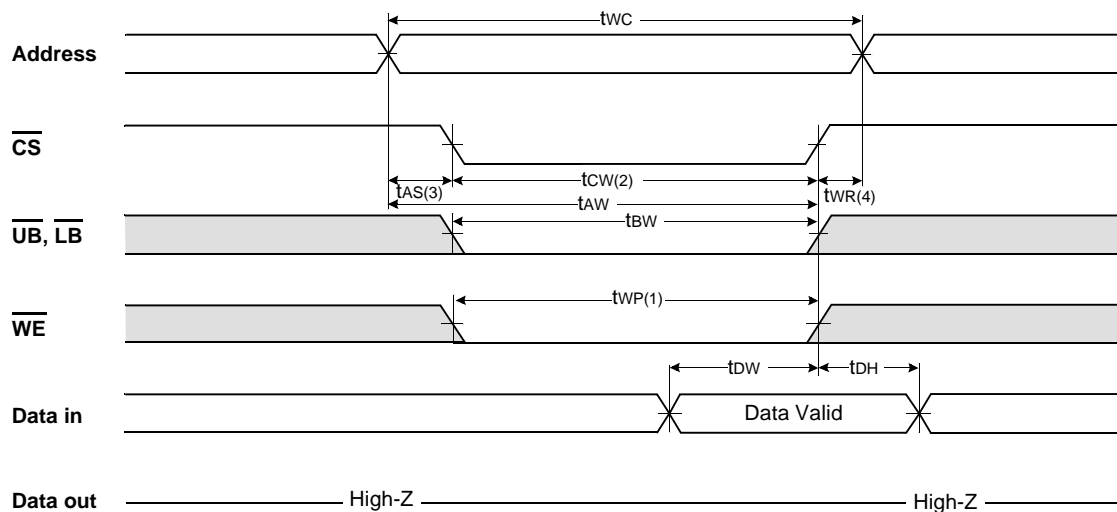 tWC
Address
CS
tAS(3) tCW(2) tWR(4)
tAW
UB, LB tBW
WE tWP(1)
tDW tDH
Data in Data Valid
Data out High-Z High-Z